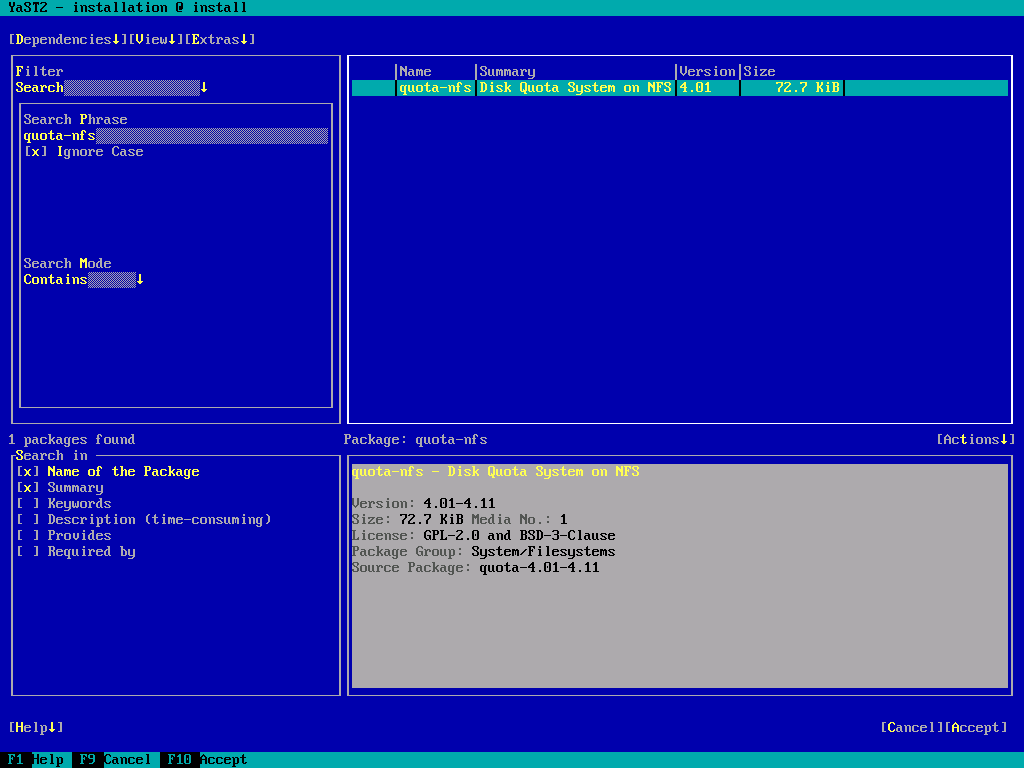 YaST2 - installation @ install
[Dependencies↓][View↓][Extras↓]
Filter
Search↓
Search Phrase
quota-nfs
[x] Ignore Case
Search Mode
Contains↓
|Name |Summary |Version|Size
quota-nfs|Disk Quota System on NFS|4.01 | 72.7 KiB|
1 packages found
Package: quota-nfs
[Actions↓]
Search in
[x] Name of the Package
[x] Summary
[ ] Keywords
[ ] Description (time-consuming)
[ ] Provides
[ ] Required by
quota-nfs - Disk Quota System on NFS
Version: 4.01-4.11
Size: 72.7 KiB Media No.: 1
License: GPL-2.0 and BSD-3-Clause
Package Group: System/Filesystems
Source Package: quota-4.01-4.11
[Help↓]
[Cancel][Accept]
F1 Help F9 Cancel F10 Accept